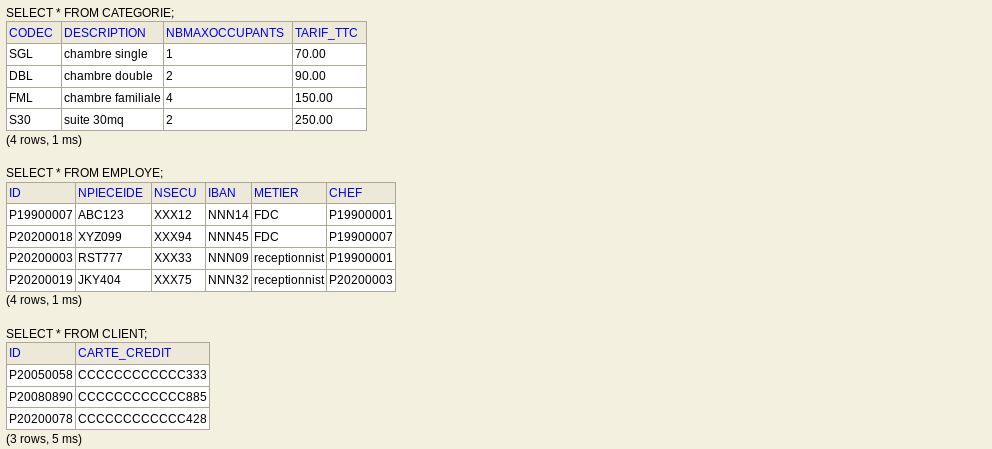 SELECT * FROM CATEGORIE;
CODEC DESCRIPTION NBMAXOCCUPANTS TARIF_TTC
SGL chambre single 1 70.00
DBL chambre double 2 90.00
FML chambre familiale 4 150.00
S30 suite 30mq 2 250.00
(4 rows, 1 ms)
SELECT * FROM EMPLOYE;
ID NPIECEIDE NSECU IBAN METIER CHEF
P19900007 ABC123 XXX12 NNN14 FDC P19900001
P20200018 XYZ099 XXX94 NNN45 FDC P19900007
P20200003 RST777 XXX33 NNN09 receptionnist P19900001
P20200019 JKY404 XXX75 NNN32 receptionnist P20200003
(4 rows, 1 ms)
SELECT * FROM CLIENT;
ID CARTE_CREDIT
P20050058 CCCCCCCCCCCC333
P20080890 CCCCCCCCCCCC885
P20200078 CCCCCCCCCCCC428
(3 rows, 5 ms)